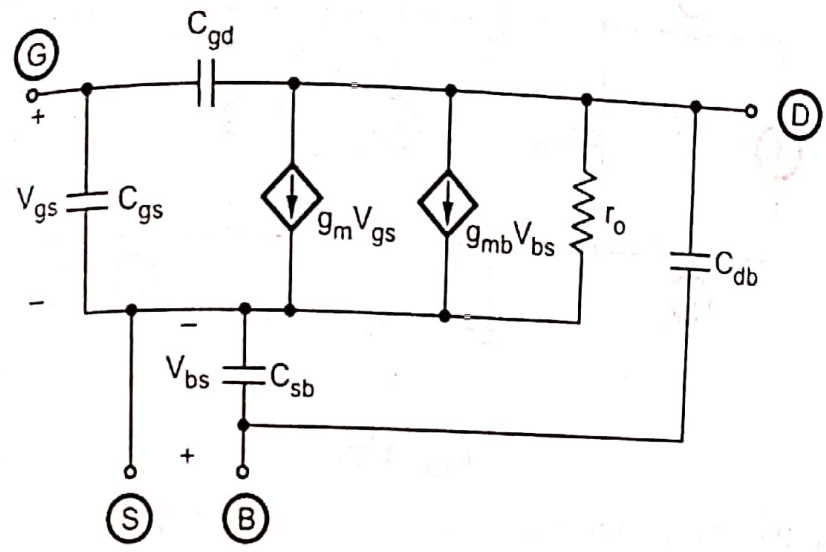 C_gd
G
+
D
V_gs
C_gs
g_mV_gs
g_mbV_bs
r_o
C_db
−
−
V_bs
C_sb
+
S
B